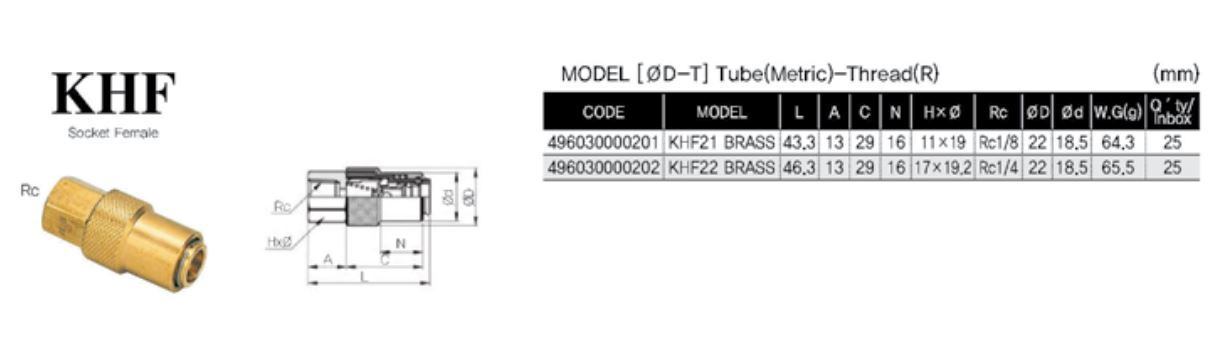 KHF
Socket Female
Rc
Rc
HxØ
A
C
N
L
Ød
ØD
MODEL [ØD-T] Tube(Metric)-Thread(R) (mm)
CODE MODEL L A C N H×Ø Rc ØD Ød W.G(g) Q'ty/Inbox
496030000201 KHF21 BRASS 43.3 13 29 16 11×19 Rc1/8 22 18.5 64.3 25
496030000202 KHF22 BRASS 46.3 13 29 16 17×19.2 Rc1/4 22 18.5 65.5 25